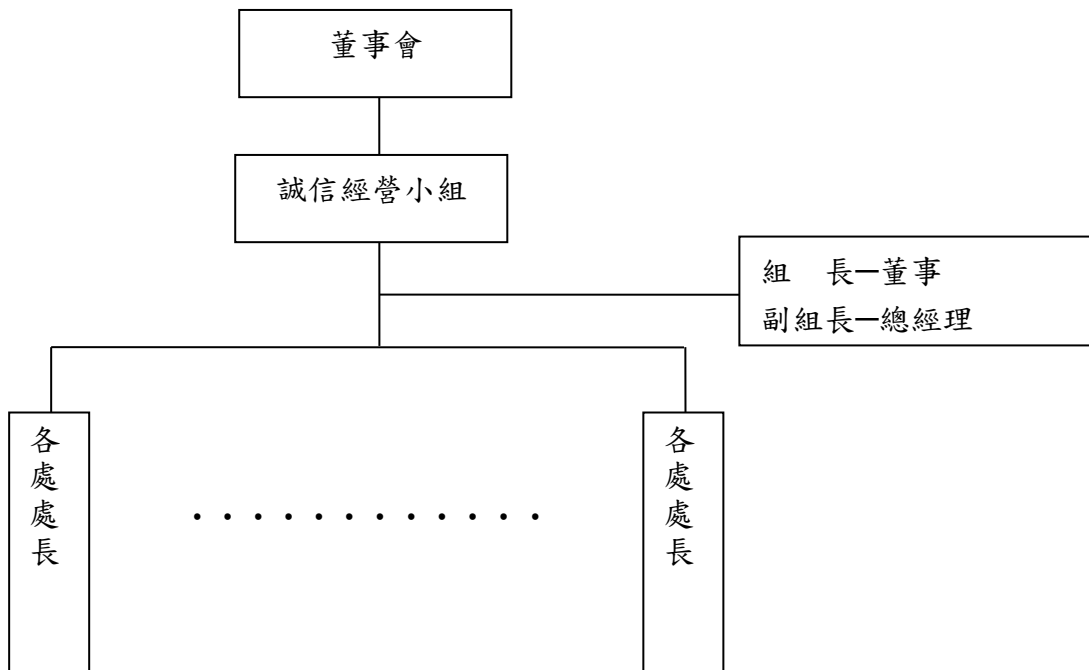 董事會
誠信經營小組
組　長─董事
副組長─總經理
各處處長
............
各處處長